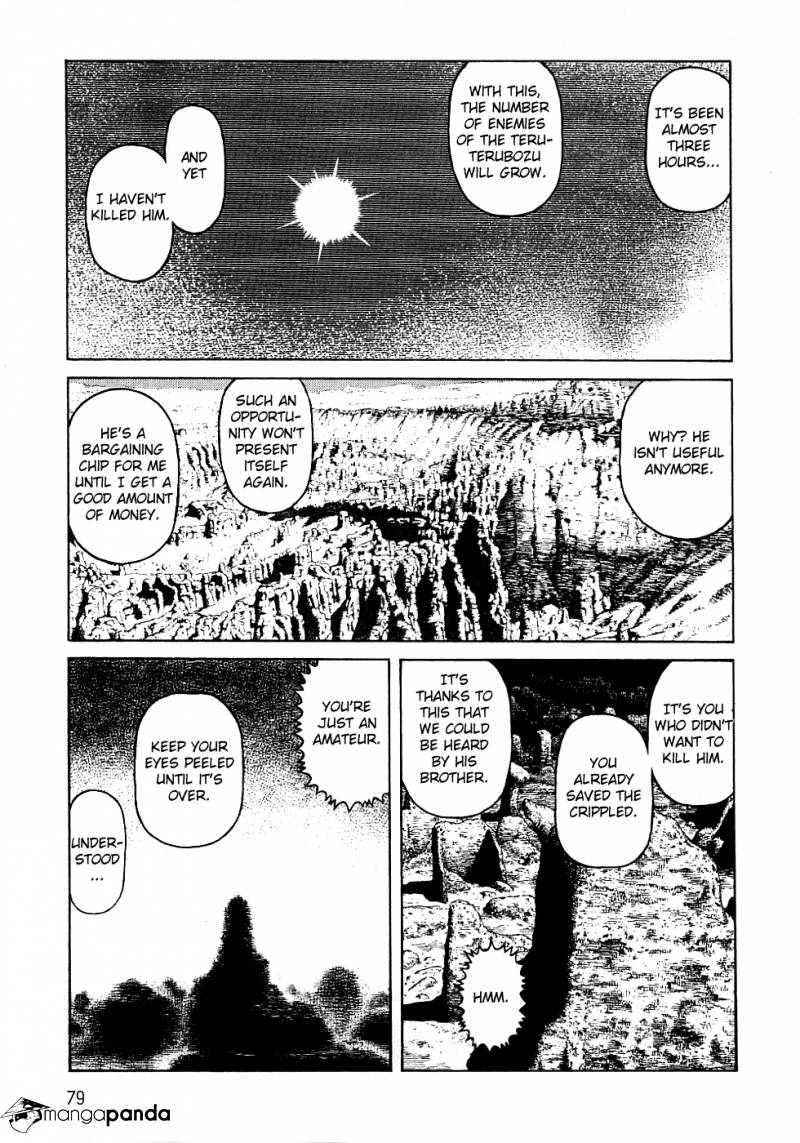 IT'S BEEN
ALMOST
THREE
HOURS...
WITH THIS,
THE NUMBER
OF ENEMIES
OF THE TERU-
TERUBOZU
WILL GROW.
AND
YET
I HAVEN'T
KILLED HIM.
WHY? HE
ISN'T USEFUL
ANYMORE.
SUCH AN
OPPORTU-
NITY WON'T
PRESENT
ITSELF
AGAIN.
HE'S A
BARGAINING
CHIP FOR ME
UNTIL I GET A
GOOD AMOUNT
OF MONEY.
IT'S YOU
WHO DIDN'T
WANT TO
KILL HIM.
YOU
ALREADY
SAVED THE
CRIPPLED.
IT'S
THANKS TO
THIS THAT
WE COULD
BE HEARD
BY HIS
BROTHER.
HMM.
YOU'RE
JUST AN
AMATEUR.
KEEP YOUR
EYES PEELED
UNTIL IT'S
OVER.
UNDER-
STOOD
...
79
mangapanda